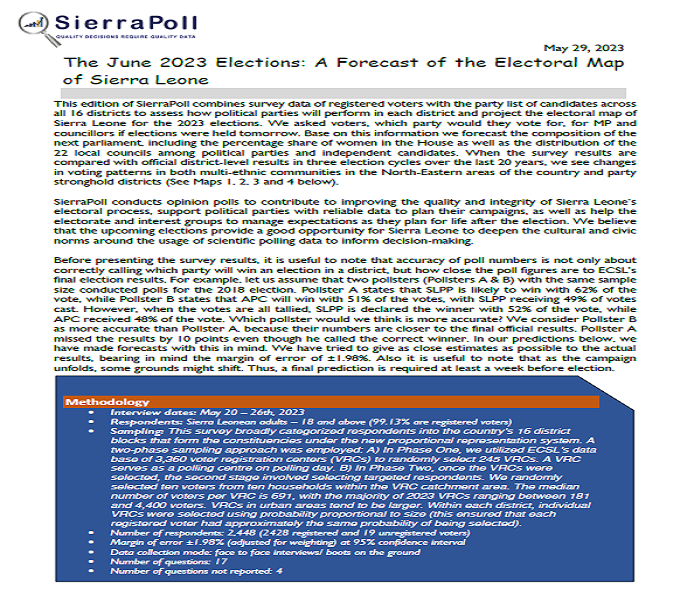 SierraPoll
QUALITY DECISIONS REQUIRE QUALITY DATA
May 29, 2023
The June 2023 Elections: A Forecast of the Electoral Map
of Sierra Leone
This edition of SierraPoll combines survey data of registered voters with the party list of candidates across
all 16 districts to assess how political parties will perform in each district and project the electoral map of
Sierra Leone for the 2023 elections. We asked voters, which party would they vote for, for MP and
councillors if elections were held tomorrow. Base on this information we forecast the composition of the
next parliament, including the percentage share of women in the House as well as the distribution of the
22 local councils among political parties and independent candidates. When the survey results are
compared with official district-level results in three election cycles over the last 20 years, we see changes
in voting patterns in both multi-ethnic communities in the North-Eastern areas of the country and party
stronghold districts (See Maps 1, 2, 3 and 4 below).
SierraPoll conducts opinion polls to contribute to improving the quality and integrity of Sierra Leone's
electoral process, support political parties with reliable data to plan their campaigns, as well as help the
electorate and interest groups to manage expectations as they plan for life after the election. We believe
that the upcoming elections provide a good opportunity for Sierra Leone to deepen the cultural and civic
norms around the usage of scientific polling data to inform decision-making.
Before presenting the survey results, it is useful to note that accuracy of poll numbers is not only about
correctly calling which party will win an election in a district, but how close the poll figures are to ECSL's
final election results. For example, let us assume that two pollsters (Pollsters A & B) with the same sample
size conducted polls for the 2018 election. Pollster A states that SLPP is likely to win with 62% of the
vote, while Pollster B states that APC will win with 51% of the votes, with SLPP receiving 49% of votes
cast. However, when the votes are all tallied, SLPP is declared the winner with 52% of the vote, while
APC received 48% of the vote. Which pollster would we think is more accurate? We consider Pollster B
as more accurate than Pollster A, because their numbers are closer to the final official results. Pollster A
missed the results by 10 points even though he called the correct winner. In our predictions below, we
have made forecasts with this in mind. We have tried to give as close estimates as possible to the actual
results, bearing in mind the margin of error of ±1.98%. Also it is useful to note that as the campaign
unfolds, some grounds might shift. Thus, a final prediction is required at least a week before election.
Methodology
• Interview dates: May 20 – 26th, 2023
• Respondents: Sierra Leonean adults – 18 and above (99.13% are registered voters)
• Sampling: This survey broadly categorized respondents into the country's 16 district
blocks that form the constituencies under the new proportional representation system. A
two-phase sampling approach was employed: A) In Phase One, we utilized ECSL's data
base of 3,360 voter registration centers (VRCs) to randomly select 245 VRCs. A VRC
serves as a polling centre on polling day. B) In Phase Two, once the VRCs were
selected, the second stage involved selecting targeted respondents. We randomly
selected ten voters from ten households within the VRC catchment area. The median
number of voters per VRC is 691, with the majority of 2023 VRCs ranging between 181
and 4,400 voters. VRCs in urban areas tend to be larger. Within each district, individual
VRCs were selected using probability proportional to size (this ensured that each
registered voter had approximately the same probability of being selected).
• Number of respondents: 2,448 (2428 registered and 19 unregistered voters)
• Margin of error ±1.98% (adjusted for weighting) at 95% confidence interval
• Data collection mode: face to face interviews/ boots on the ground
• Number of questions: 17
• Number of questions not reported: 4